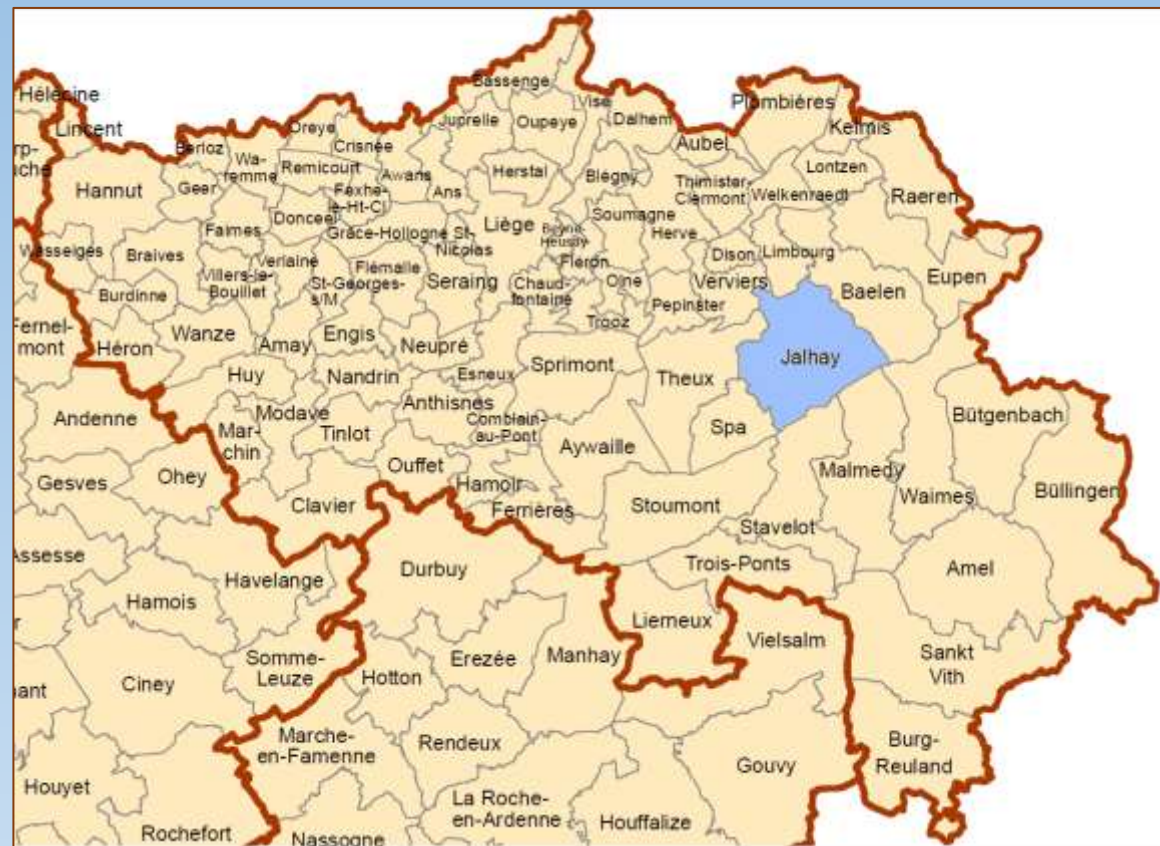 Hélécine
Lincent
Hannut
Wasseiges
Berloz
Geer
Wa-
remme
Oreye
Crisnée
Remicourt
Fexhe-
le-Ht-Cl
Donceel
Faimes
Braives
Villers-le-
Bouillet
Verlaine
Burdinne
Héron
Wanze
Awans
Ans
Juprelle
Bassenge
Oupeye
Visé
Dalhem
Herstal
Liège
Grâce-Hollogne
St-
Nicolas
Flémalle
St-Georges-
s/M
Seraing
Engis
Amay
Neupré
Huy
Nandrin
Modave
Mar-
chin
Tinlot
Clavier
Ouffet
Anthisnes
Esneux
Comblain-
au-Pont
Hamoir
Ferrières
Sprimont
Aywaille
Chaud-
fontaine
Trooz
Fléron
Beyne-
Heusay
Blégny
Soumagne
Olne
Herve
Aubel
Thimister-
Clermont
Plombières
Kelmis
Lontzen
Welkenraedt
Raeren
Eupen
Baelen
Limbourg
Dison
Verviers
Pepinster
Theux
Jalhay
Spa
Stoumont
Stavelot
Malmedy
Waimes
Bütgenbach
Büllingen
Amel
Trois-Ponts
Lierneux
Vielsalm
Sankt
Vith
Burg-
Reuland
Gouvy
Houffalize
La Roche-
en-Ardenne
Rendeux
Manhay
Erezée
Hotton
Durbuy
Marche-
en-Famenne
Nassogne
Rochefort
Somme-
Leuze
Havelange
Hamois
Ciney
Houyet
Assesse
Ohey
Gesves
Andenne
Fernel-
mont